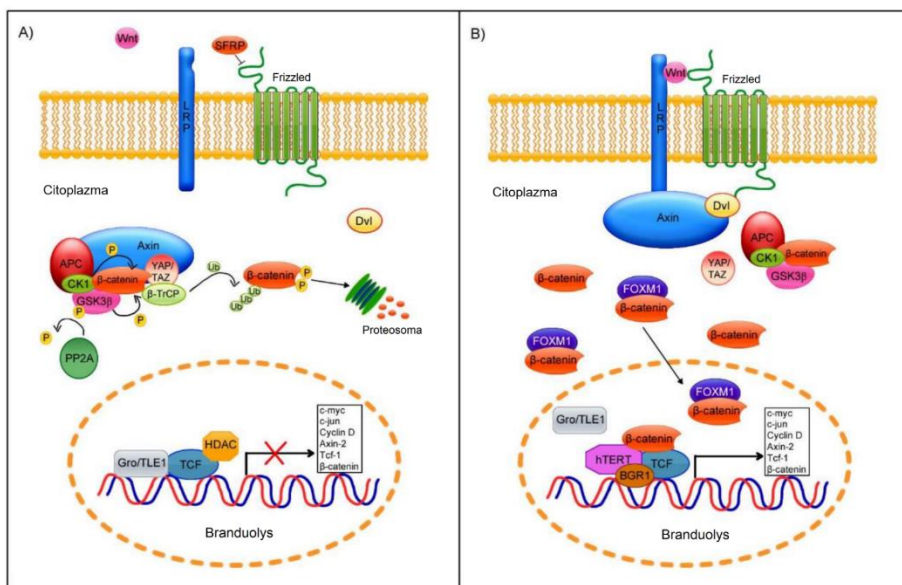 A)
Wnt
SFRP
Frizzled
LRP
Citoplazma
Dvl
Axin
APC
P
YAP/
TAZ
CK1
β-catenin
β-TrCP
GSK3β
P
P
P
PP2A
Ub
β-catenin
P
P
Ub
Ub
Ub
Proteosoma
HDAC
Gro/TLE1
TCF
c-myc
c-jun
Cyclin D
Axin-2
Tcf-1
β-catenin
Branduolys
B)
Wnt
Frizzled
LRP
Citoplazma
Axin
Dvl
APC
CK1
β-catenin
GSK3β
YAP/
TAZ
β-catenin
FOXM1
β-catenin
FOXM1
β-catenin
β-catenin
FOXM1
β-catenin
Gro/TLE1
β-catenin
hTERT
TCF
BGR1
c-myc
c-jun
Cyclin D
Axin-2
Tcf-1
β-catenin
Branduolys